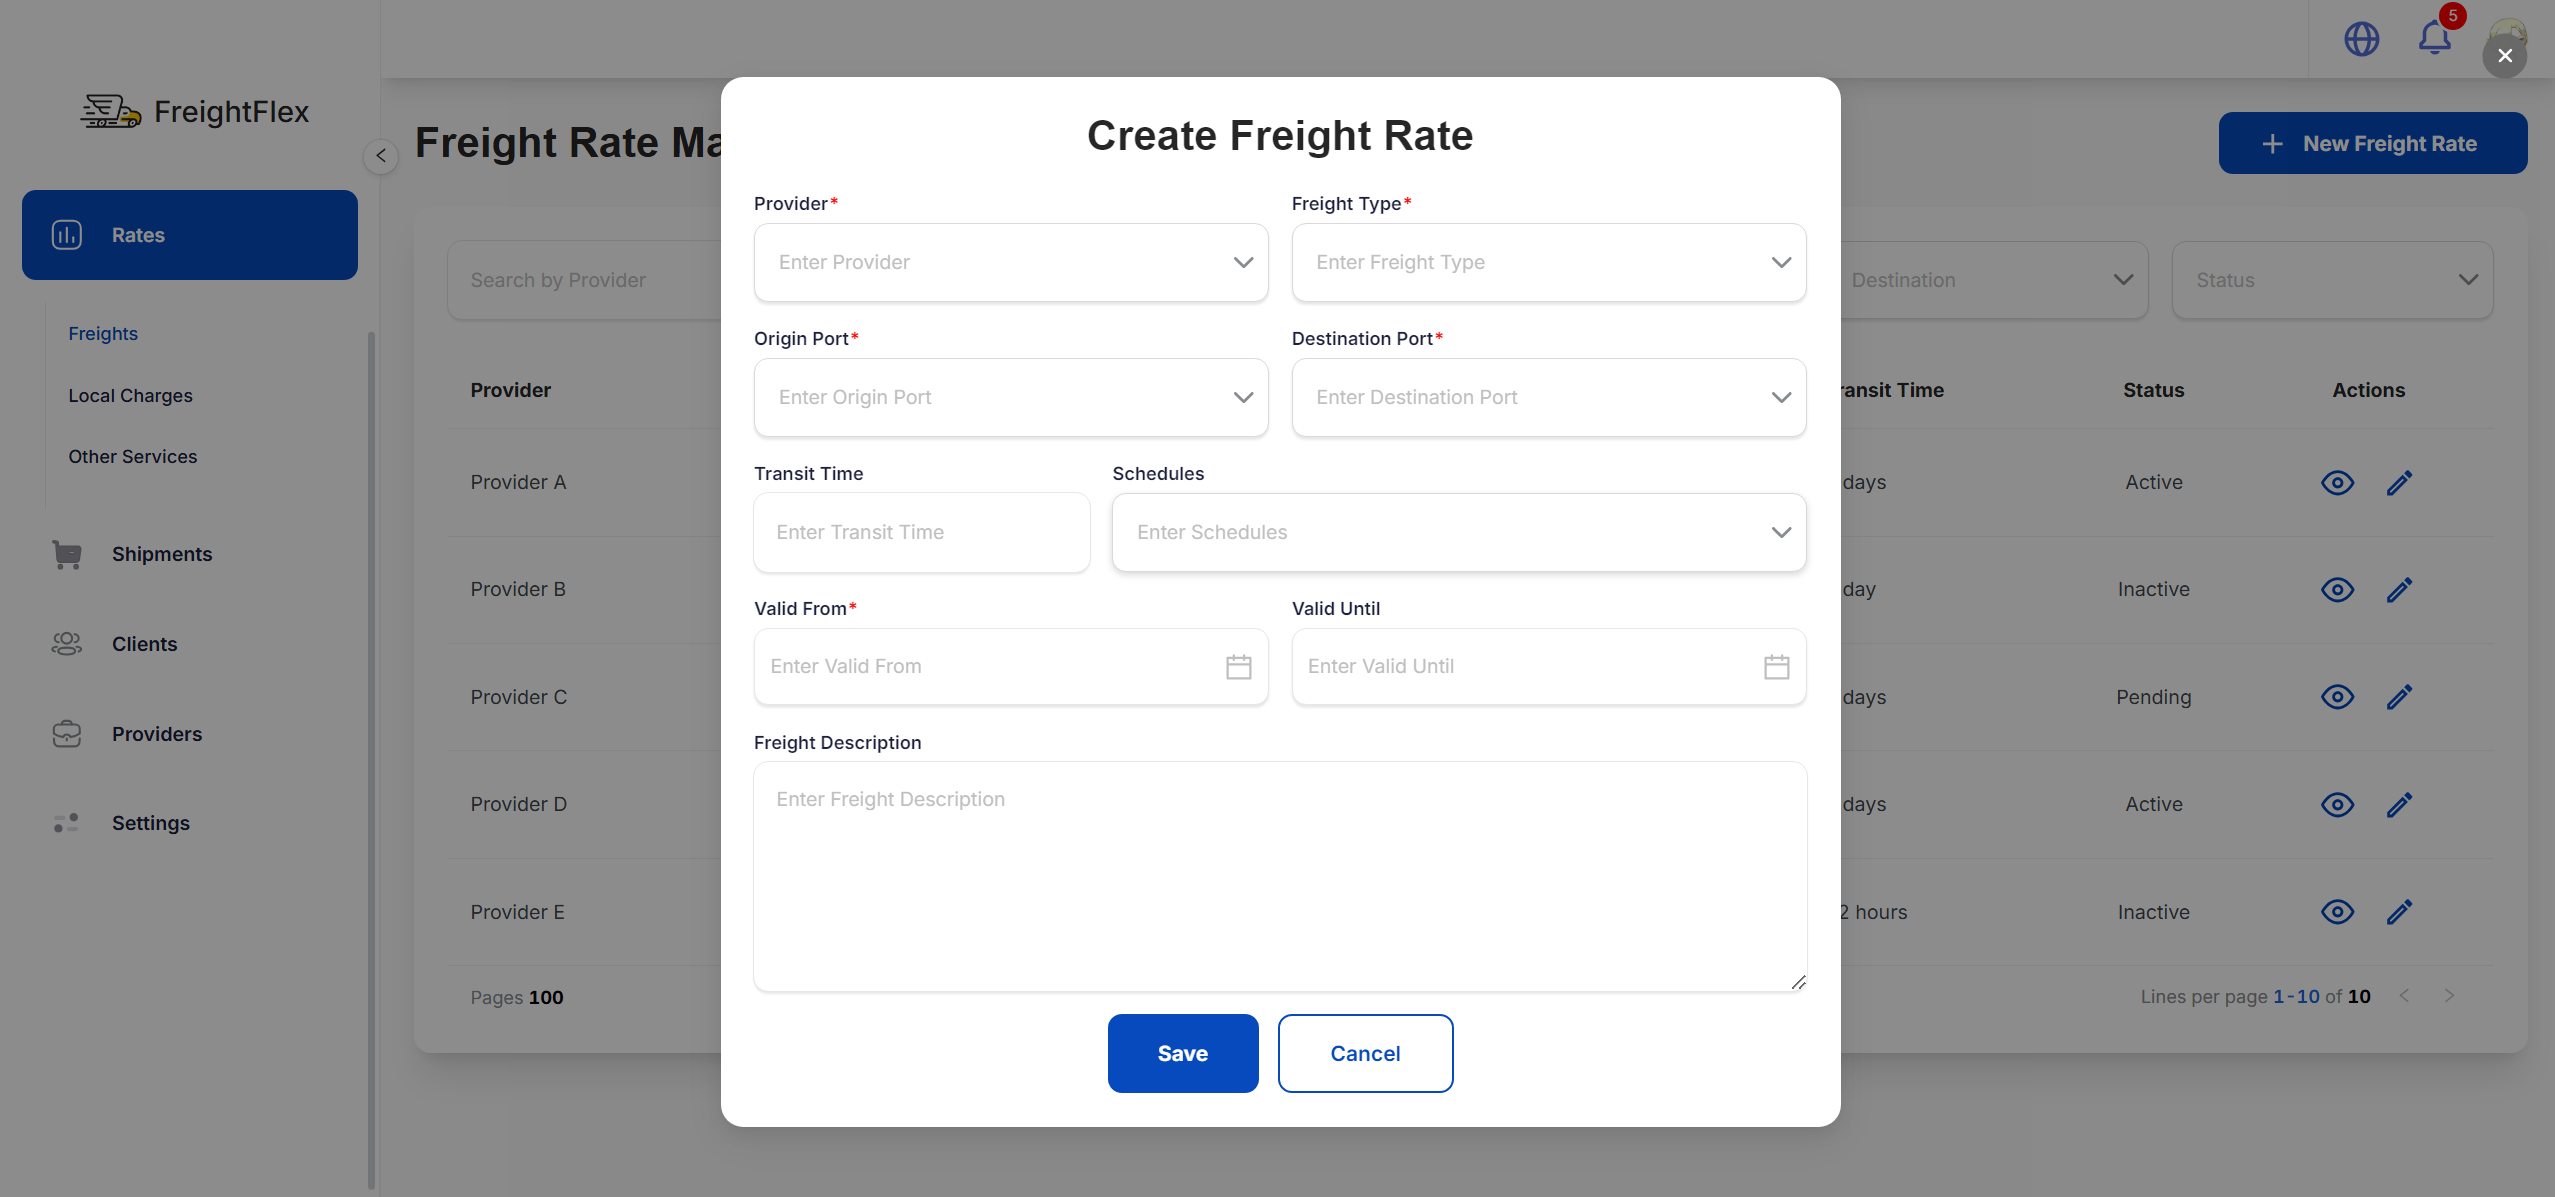 5
FreightFlex
Freight Rate Ma
New Freight Rate
Rates
Freights
Local Charges
Other Services
Shipments
Clients
Providers
Settings
Search by Provider
Destination
Status
Provider
ransit Time
Status
Actions
Provider A
days
Active
Provider B
day
Inactive
Provider C
days
Pending
Provider D
days
Active
Provider E
2 hours
Inactive
Pages 100
Lines per page 1-10 of 10
Create Freight Rate
Provider*
Freight Type*
Enter Provider
Enter Freight Type
Origin Port*
Destination Port*
Enter Origin Port
Enter Destination Port
Transit Time
Schedules
Enter Transit Time
Enter Schedules
Valid From*
Valid Until
Enter Valid From
Enter Valid Until
Freight Description
Enter Freight Description
Save
Cancel